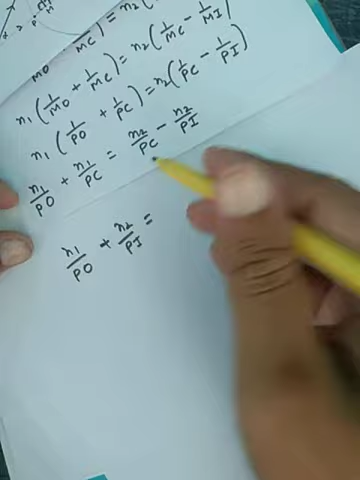 MO MC) = n2(
n1(1/MO + 1/MC) = n2(1/MC - 1/MI)
n1(1/PO + 1/PC) = n2(1/PC - 1/PI)
n1/PO + n1/PC = n2/PC - n2/PI
n1/PO + n2/PI =